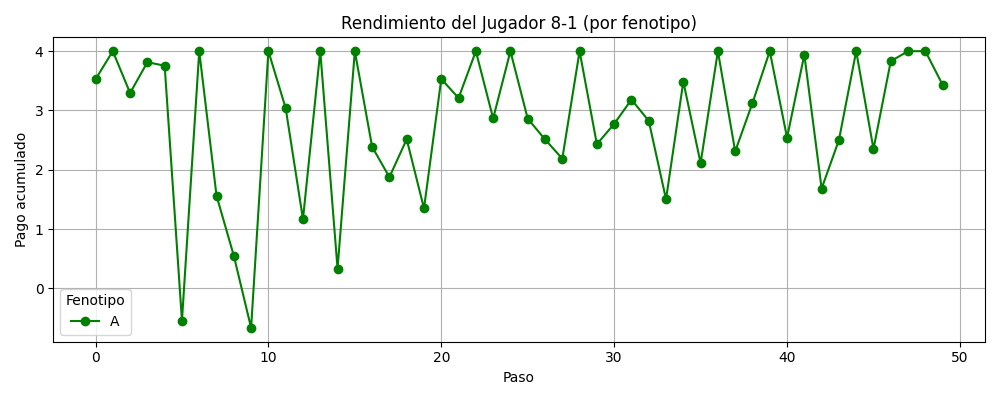 Rendimiento del Jugador 8-1 (por fenotipo)
Pago acumulado
4
3
2
1
0
Fenotipo
A
0 10 20 30 40 50
Paso